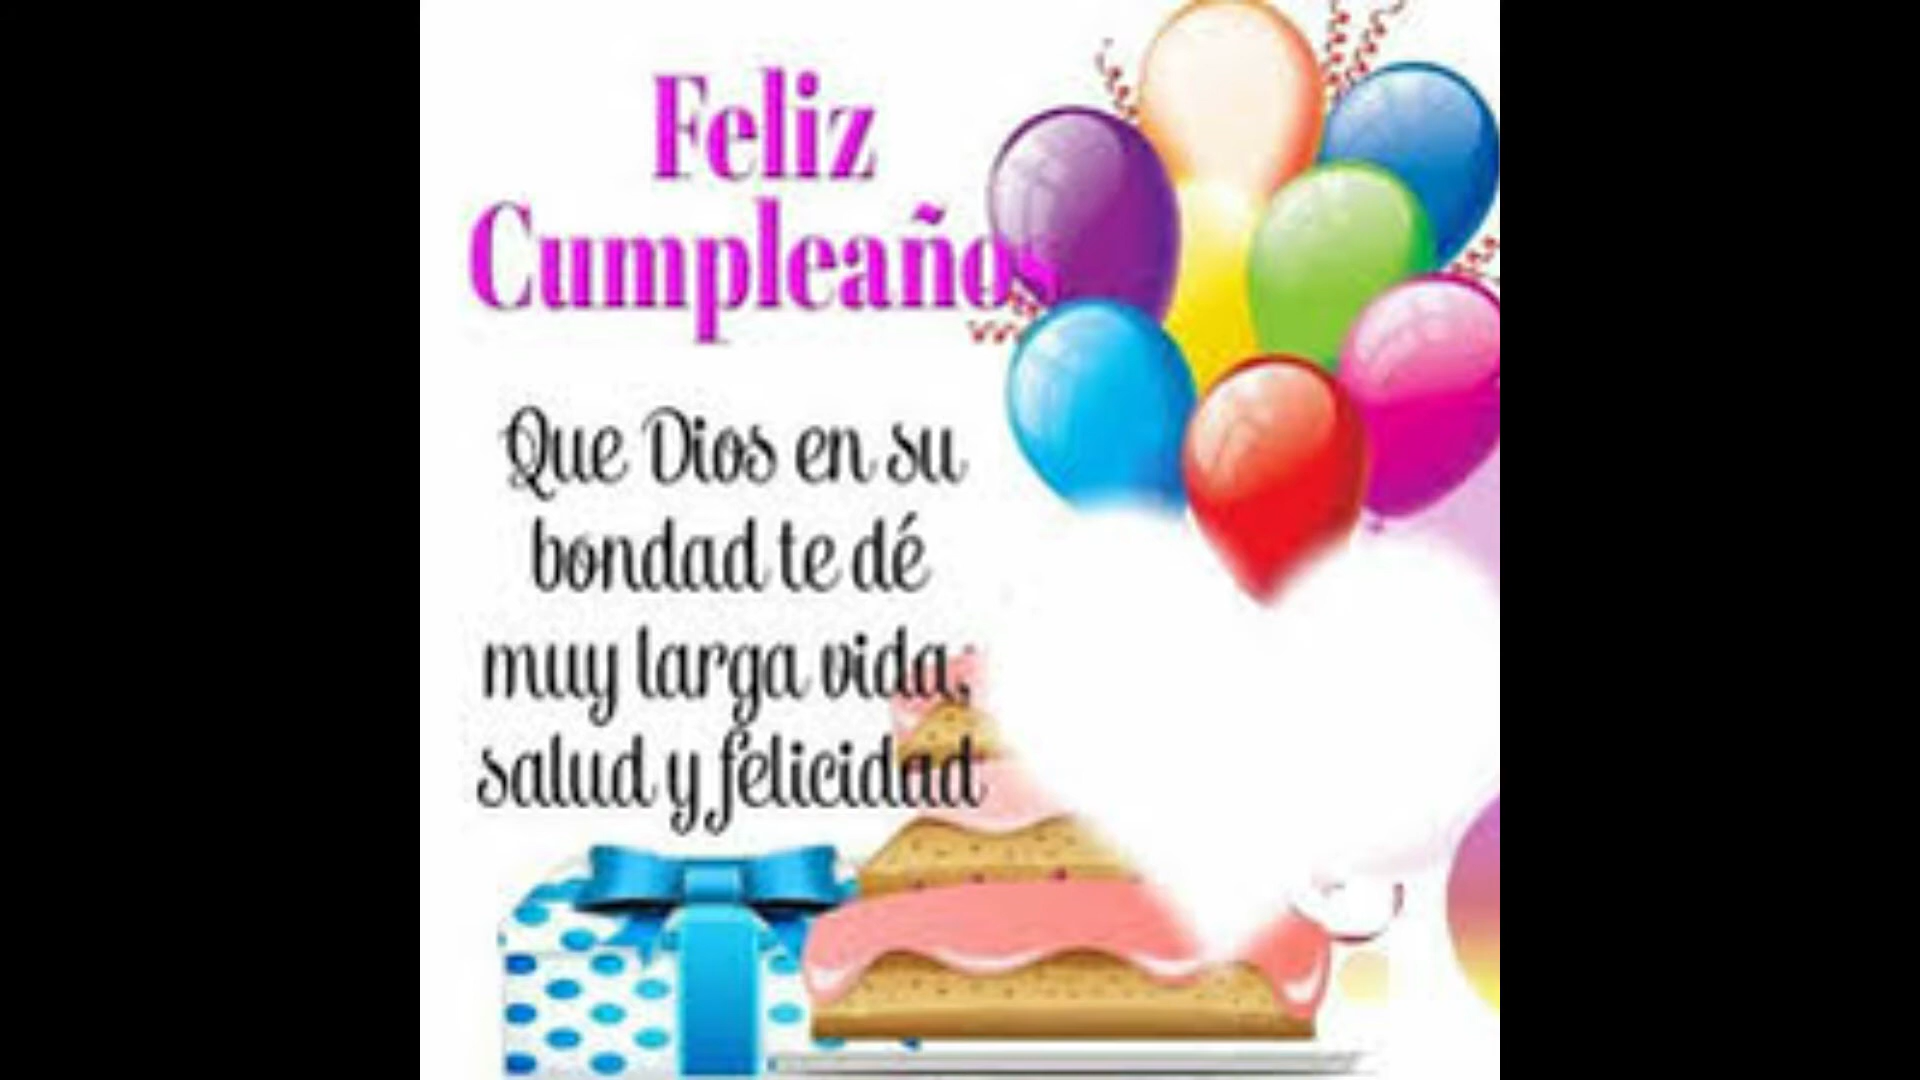 Feliz
Cumpleaños
Que Dios en su
bondad te dé
muy larga vida,
salud y felicidad